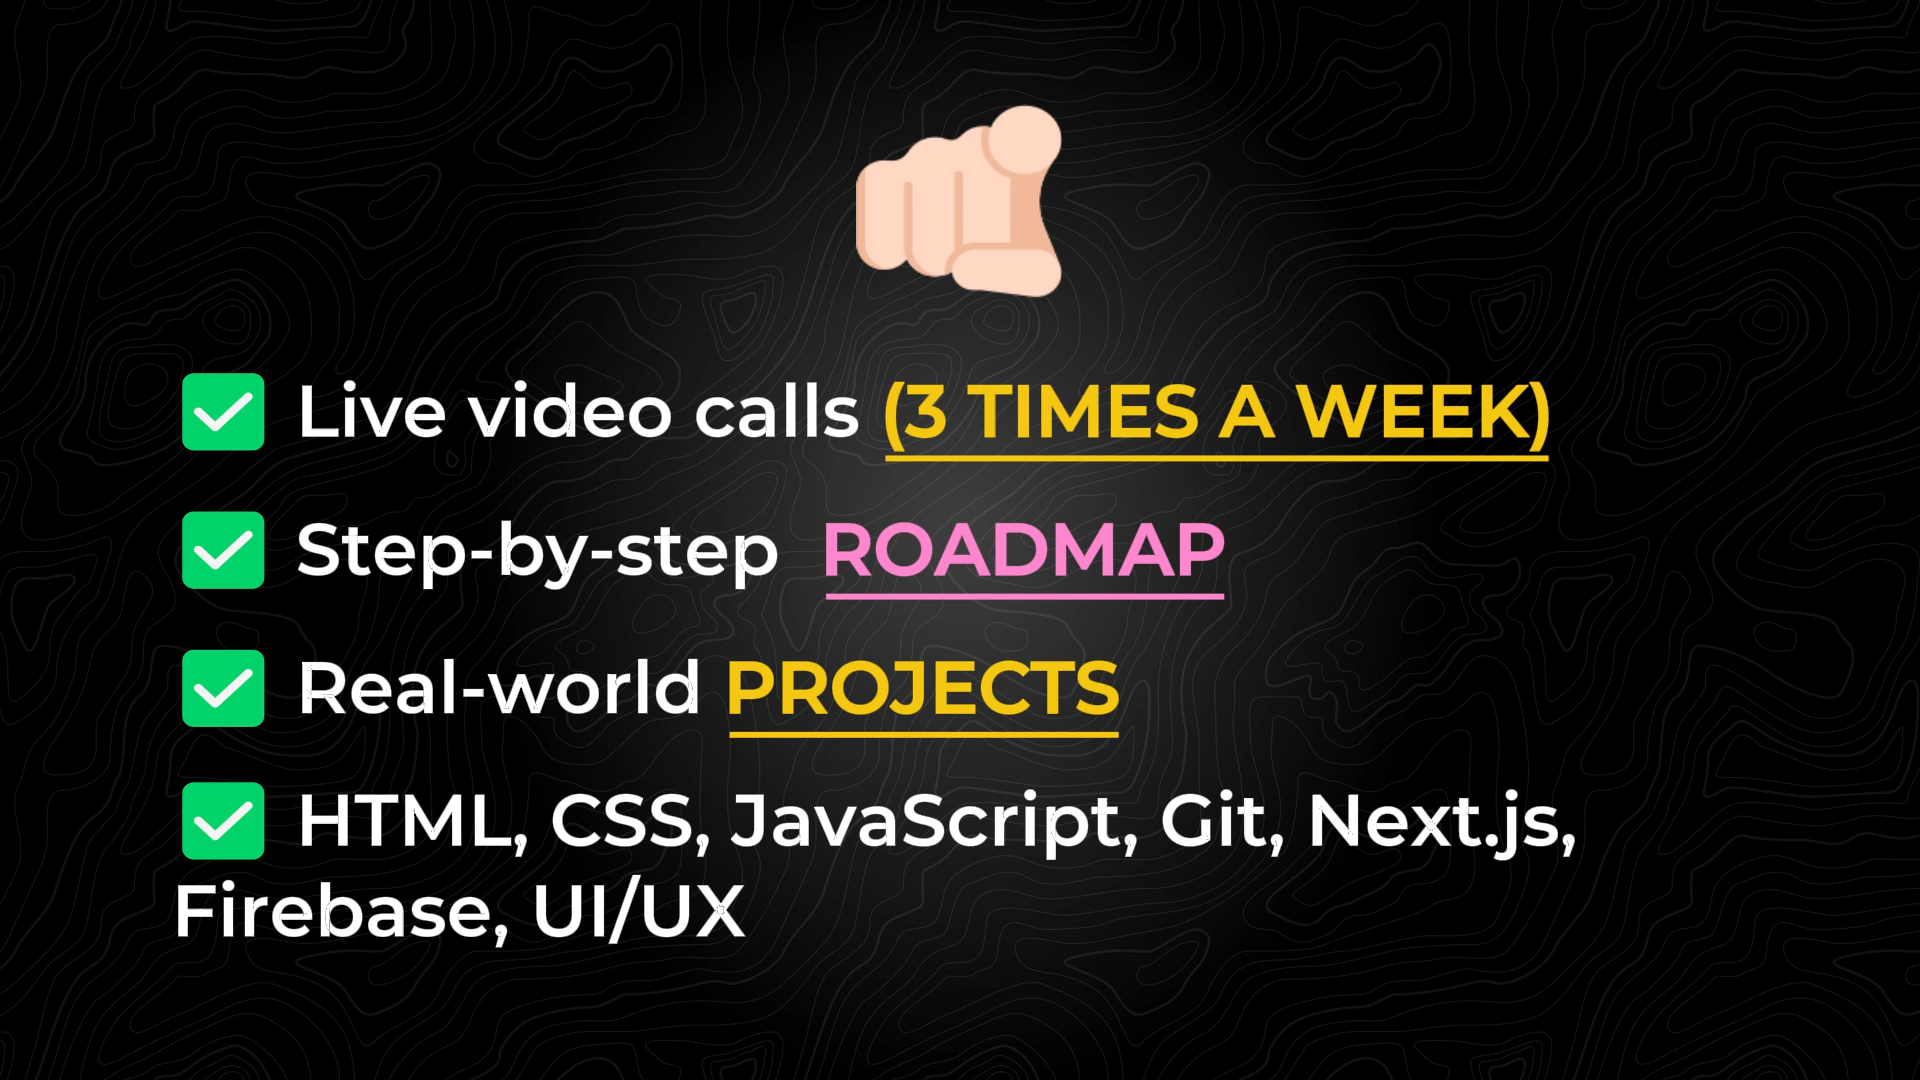 Live video calls (3 TIMES A WEEK)
Step-by-step ROADMAP
Real-world PROJECTS
HTML, CSS, JavaScript, Git, Next.js,
Firebase, UI/UX